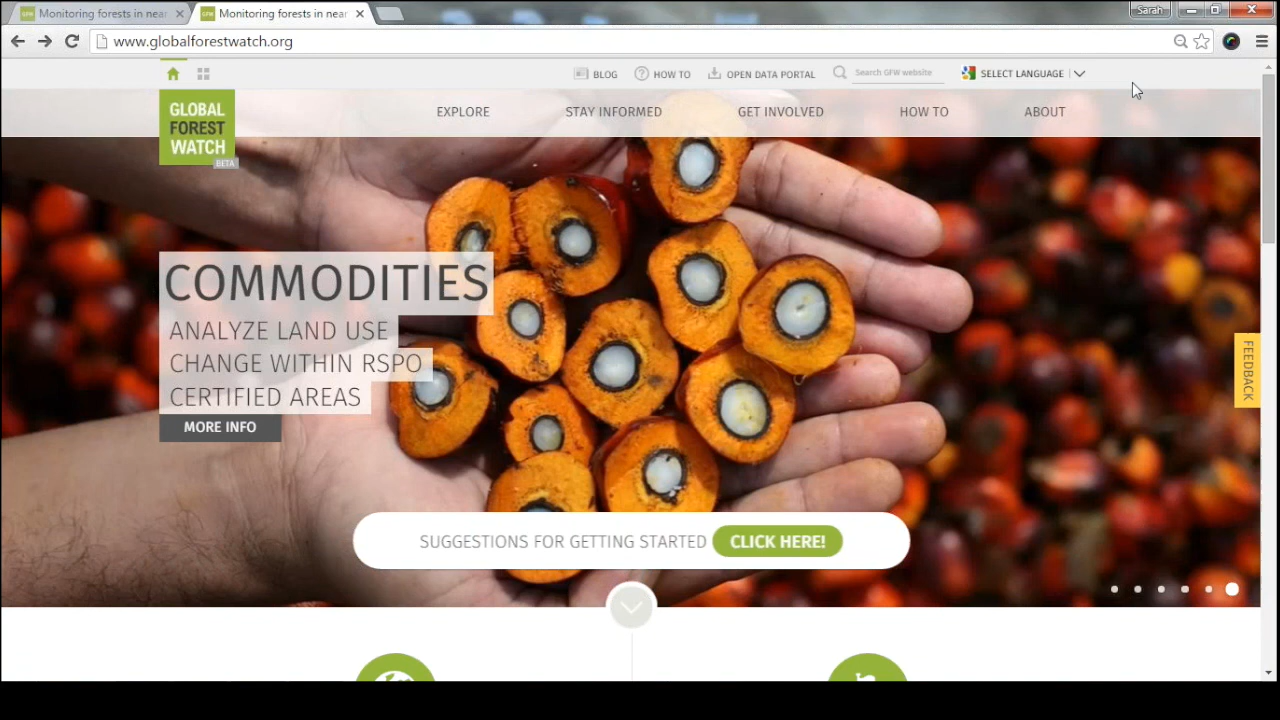 GFW Monitoring forests in near
GFW Monitoring forests in near
Sarah
www.globalforestwatch.org
BLOG
HOW TO
OPEN DATA PORTAL
Search GFW website
SELECT LANGUAGE
GLOBAL
FOREST
WATCH
BETA
EXPLORE
STAY INFORMED
GET INVOLVED
HOW TO
ABOUT
COMMODITIES
ANALYZE LAND USE
CHANGE WITHIN RSPO
CERTIFIED AREAS
MORE INFO
FEEDBACK
SUGGESTIONS FOR GETTING STARTED CLICK HERE!